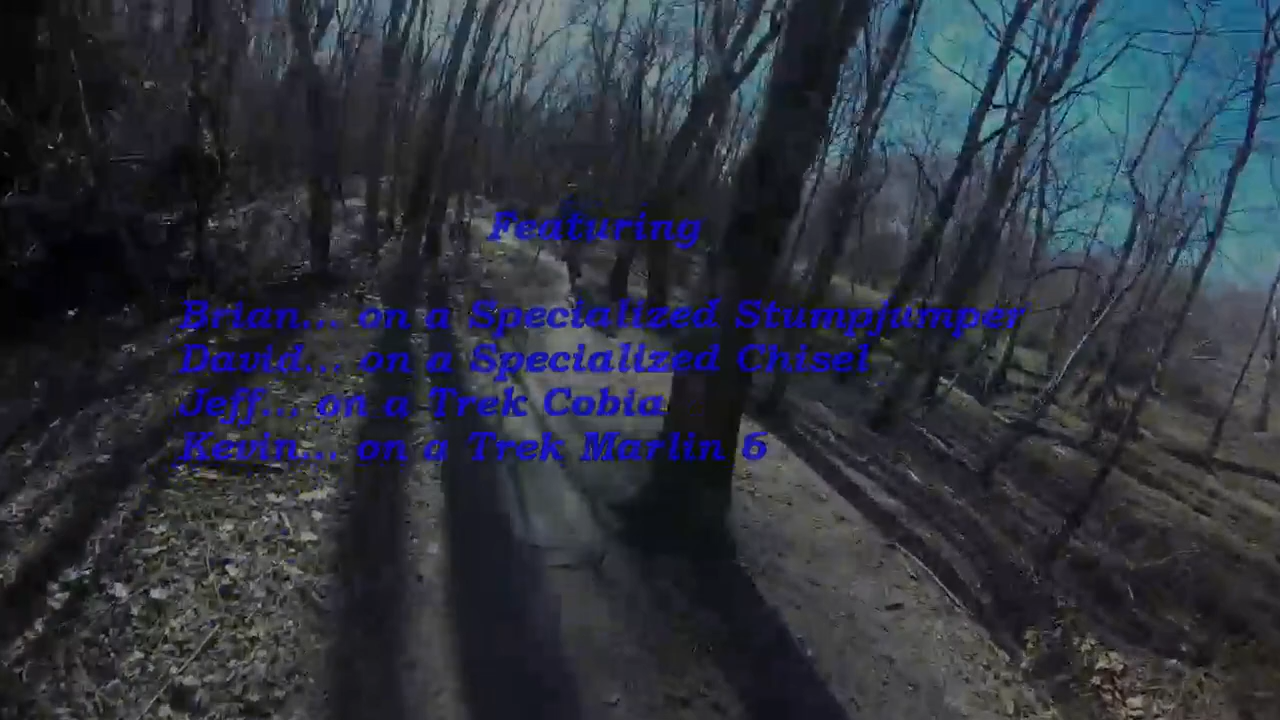 Featuring
Brian... on a Specialized Stumpjumper
David... on a Specialized Chisel
Jeff... on a Trek Cobia
Kevin... on a Trek Marlin 6